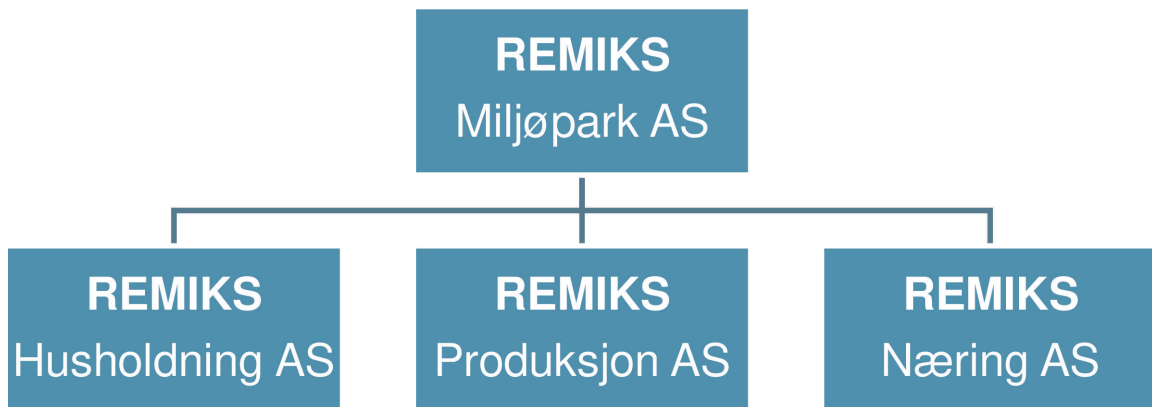 REMIKS
Miljøpark AS
REMIKS
Husholdning AS
REMIKS
Produksjon AS
REMIKS
Næring AS